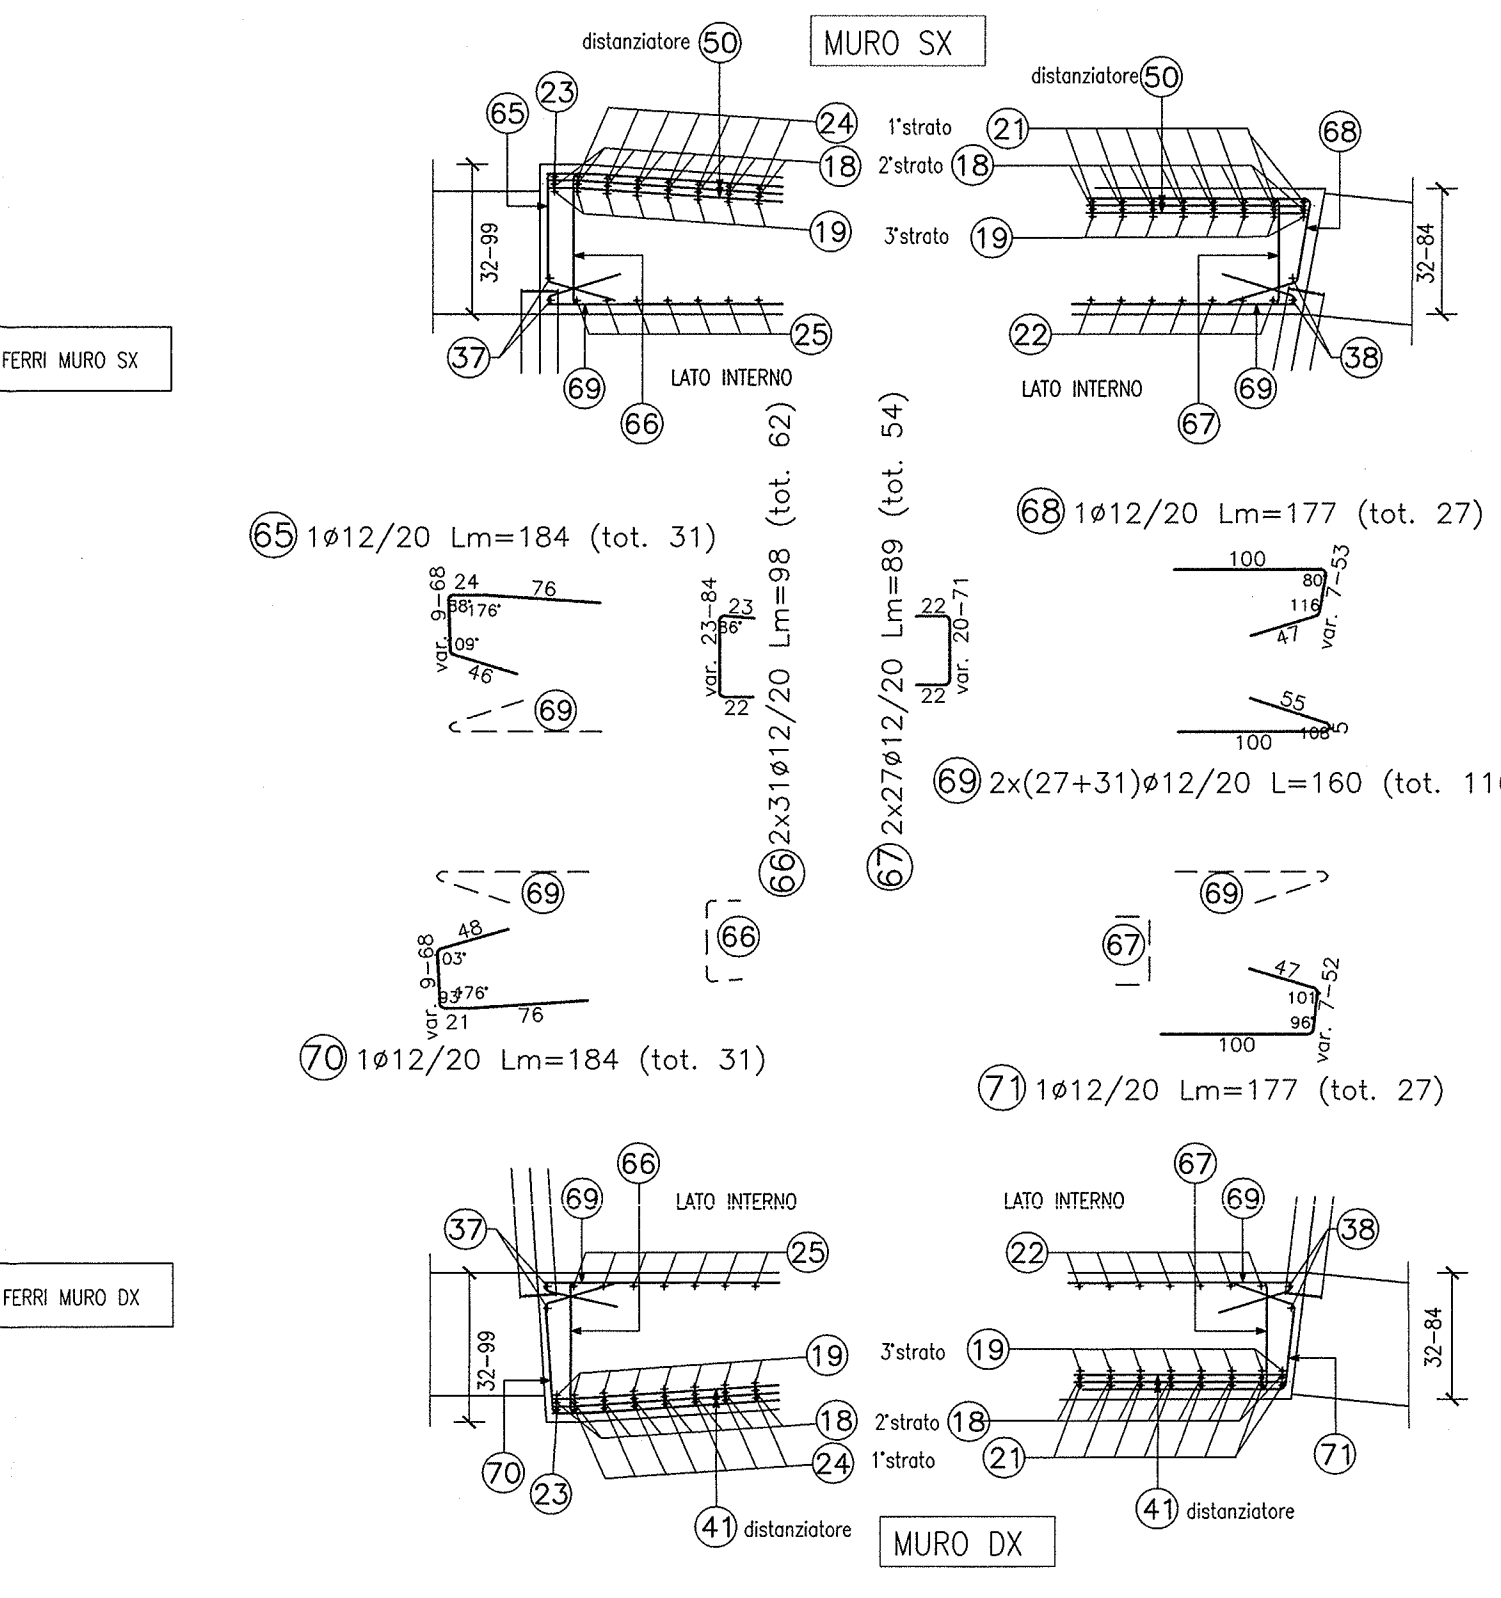 MURO SX
distanziatore 50
distanziatore 50
23
65
24
1°strato
21
68
18
2°strato
18
19
3°strato
19
32-99
32-84
FERRI MURO SX
37
25
22
38
69
LATO INTERNO
LATO INTERNO
69
66
67
65 1ø12/20 Lm=184 (tot. 31)
24
76
var. 9-68
176°
46
69
66 2x31ø12/20 Lm=98 (tot. 62)
var. 23-84
23
22
67 2x27ø12/20 Lm=89 (tot. 54)
22
22
var. 20-71
68 1ø12/20 Lm=177 (tot. 27)
100
80
116
47
var. 7-53
55
100
5
69 2x(27+31)ø12/20 L=160 (tot.
69
48
var. 9-68
21
76
66
67
69
47
101
96°
100
var. 7-52
70 1ø12/20 Lm=184 (tot. 31)
71 1ø12/20 Lm=177 (tot. 27)
66
67
69
LATO INTERNO
LATO INTERNO
69
37
25
22
38
FERRI MURO DX
32-99
32-84
19
3°strato
19
18
2°strato
18
70
23
24
1°strato
21
71
41 distanziatore
41 distanziatore
MURO DX